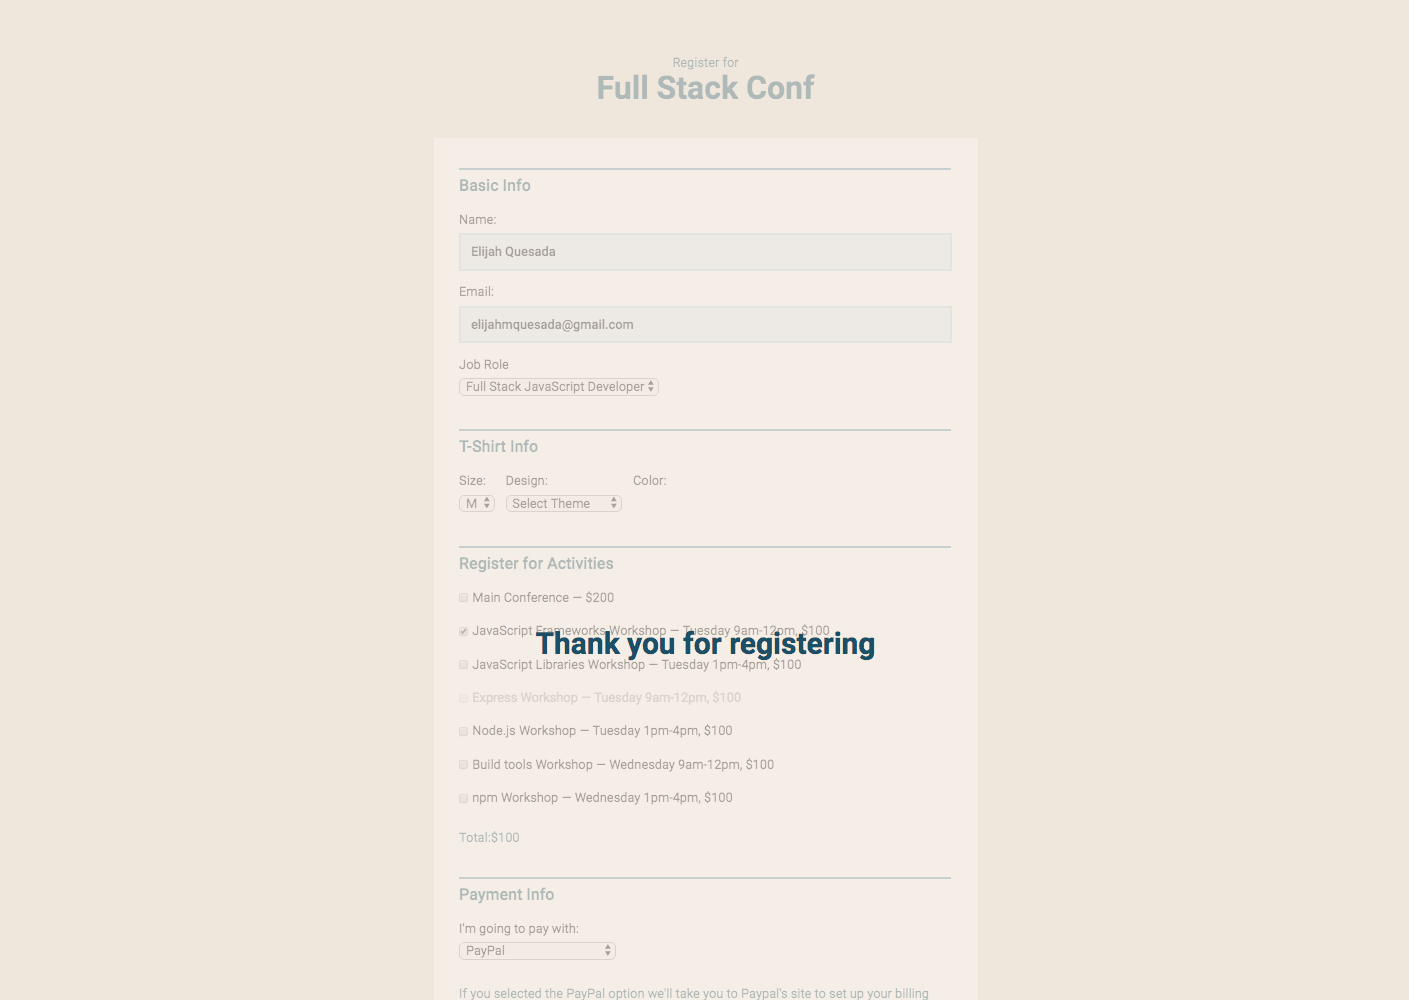 Register for
Full Stack Conf
Basic Info
Name:
Elijah Quesada
Email:
elijahmquesada@gmail.com
Job Role
Full Stack JavaScript Developer
T-Shirt Info
Size: Design: Color:
M Select Theme
Register for Activities
Main Conference — $200
JavaScript Frameworks Workshop — Tuesday 9am-12pm, $100
Thank you for registering
JavaScript Libraries Workshop — Tuesday 1pm-4pm, $100
Express Workshop — Tuesday 9am-12pm, $100
Node.js Workshop — Tuesday 1pm-4pm, $100
Build tools Workshop — Wednesday 9am-12pm, $100
npm Workshop — Wednesday 1pm-4pm, $100
Total:$100
Payment Info
I'm going to pay with:
PayPal
If you selected the PayPal option we'll take you to Paypal's site to set up your billing